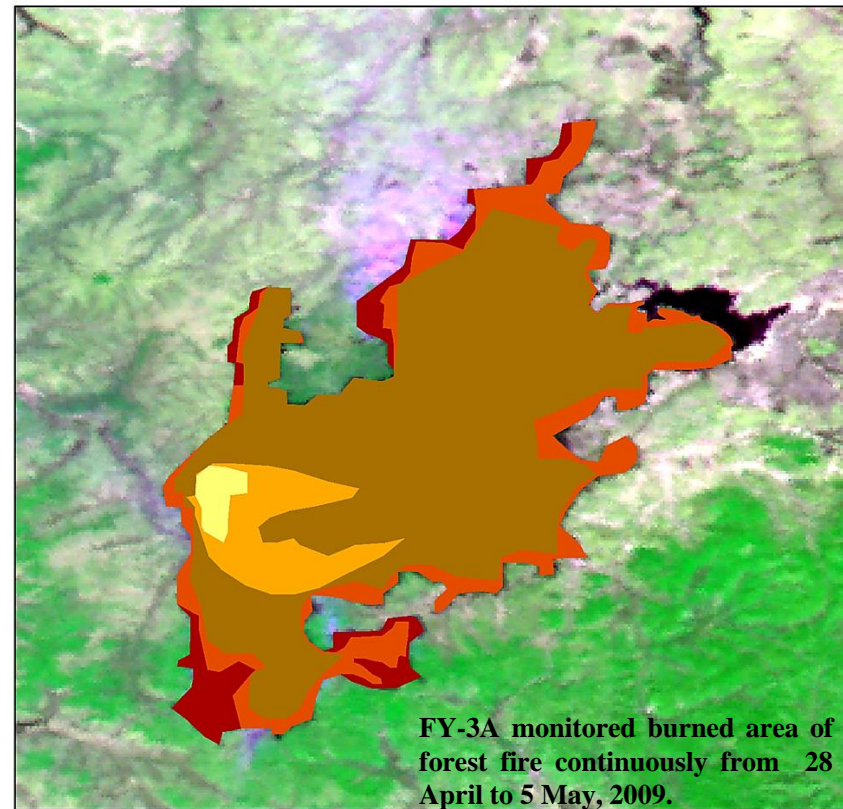 FY-3A monitored burned area of
forest fire continuously from 28
April to 5 May, 2009.